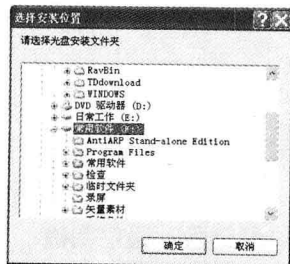 选择安装位置
请选择光盘安装文件夹
RavBin
TDdownload
WINDOWS
DVD 驱动器 (D:)
日常工作 (E:)
常用软件 (F:)
AntiARP Stand-alone Edition
Program Files
常用软件
检查
临时文件夹
录屏
矢量素材
确定
取消